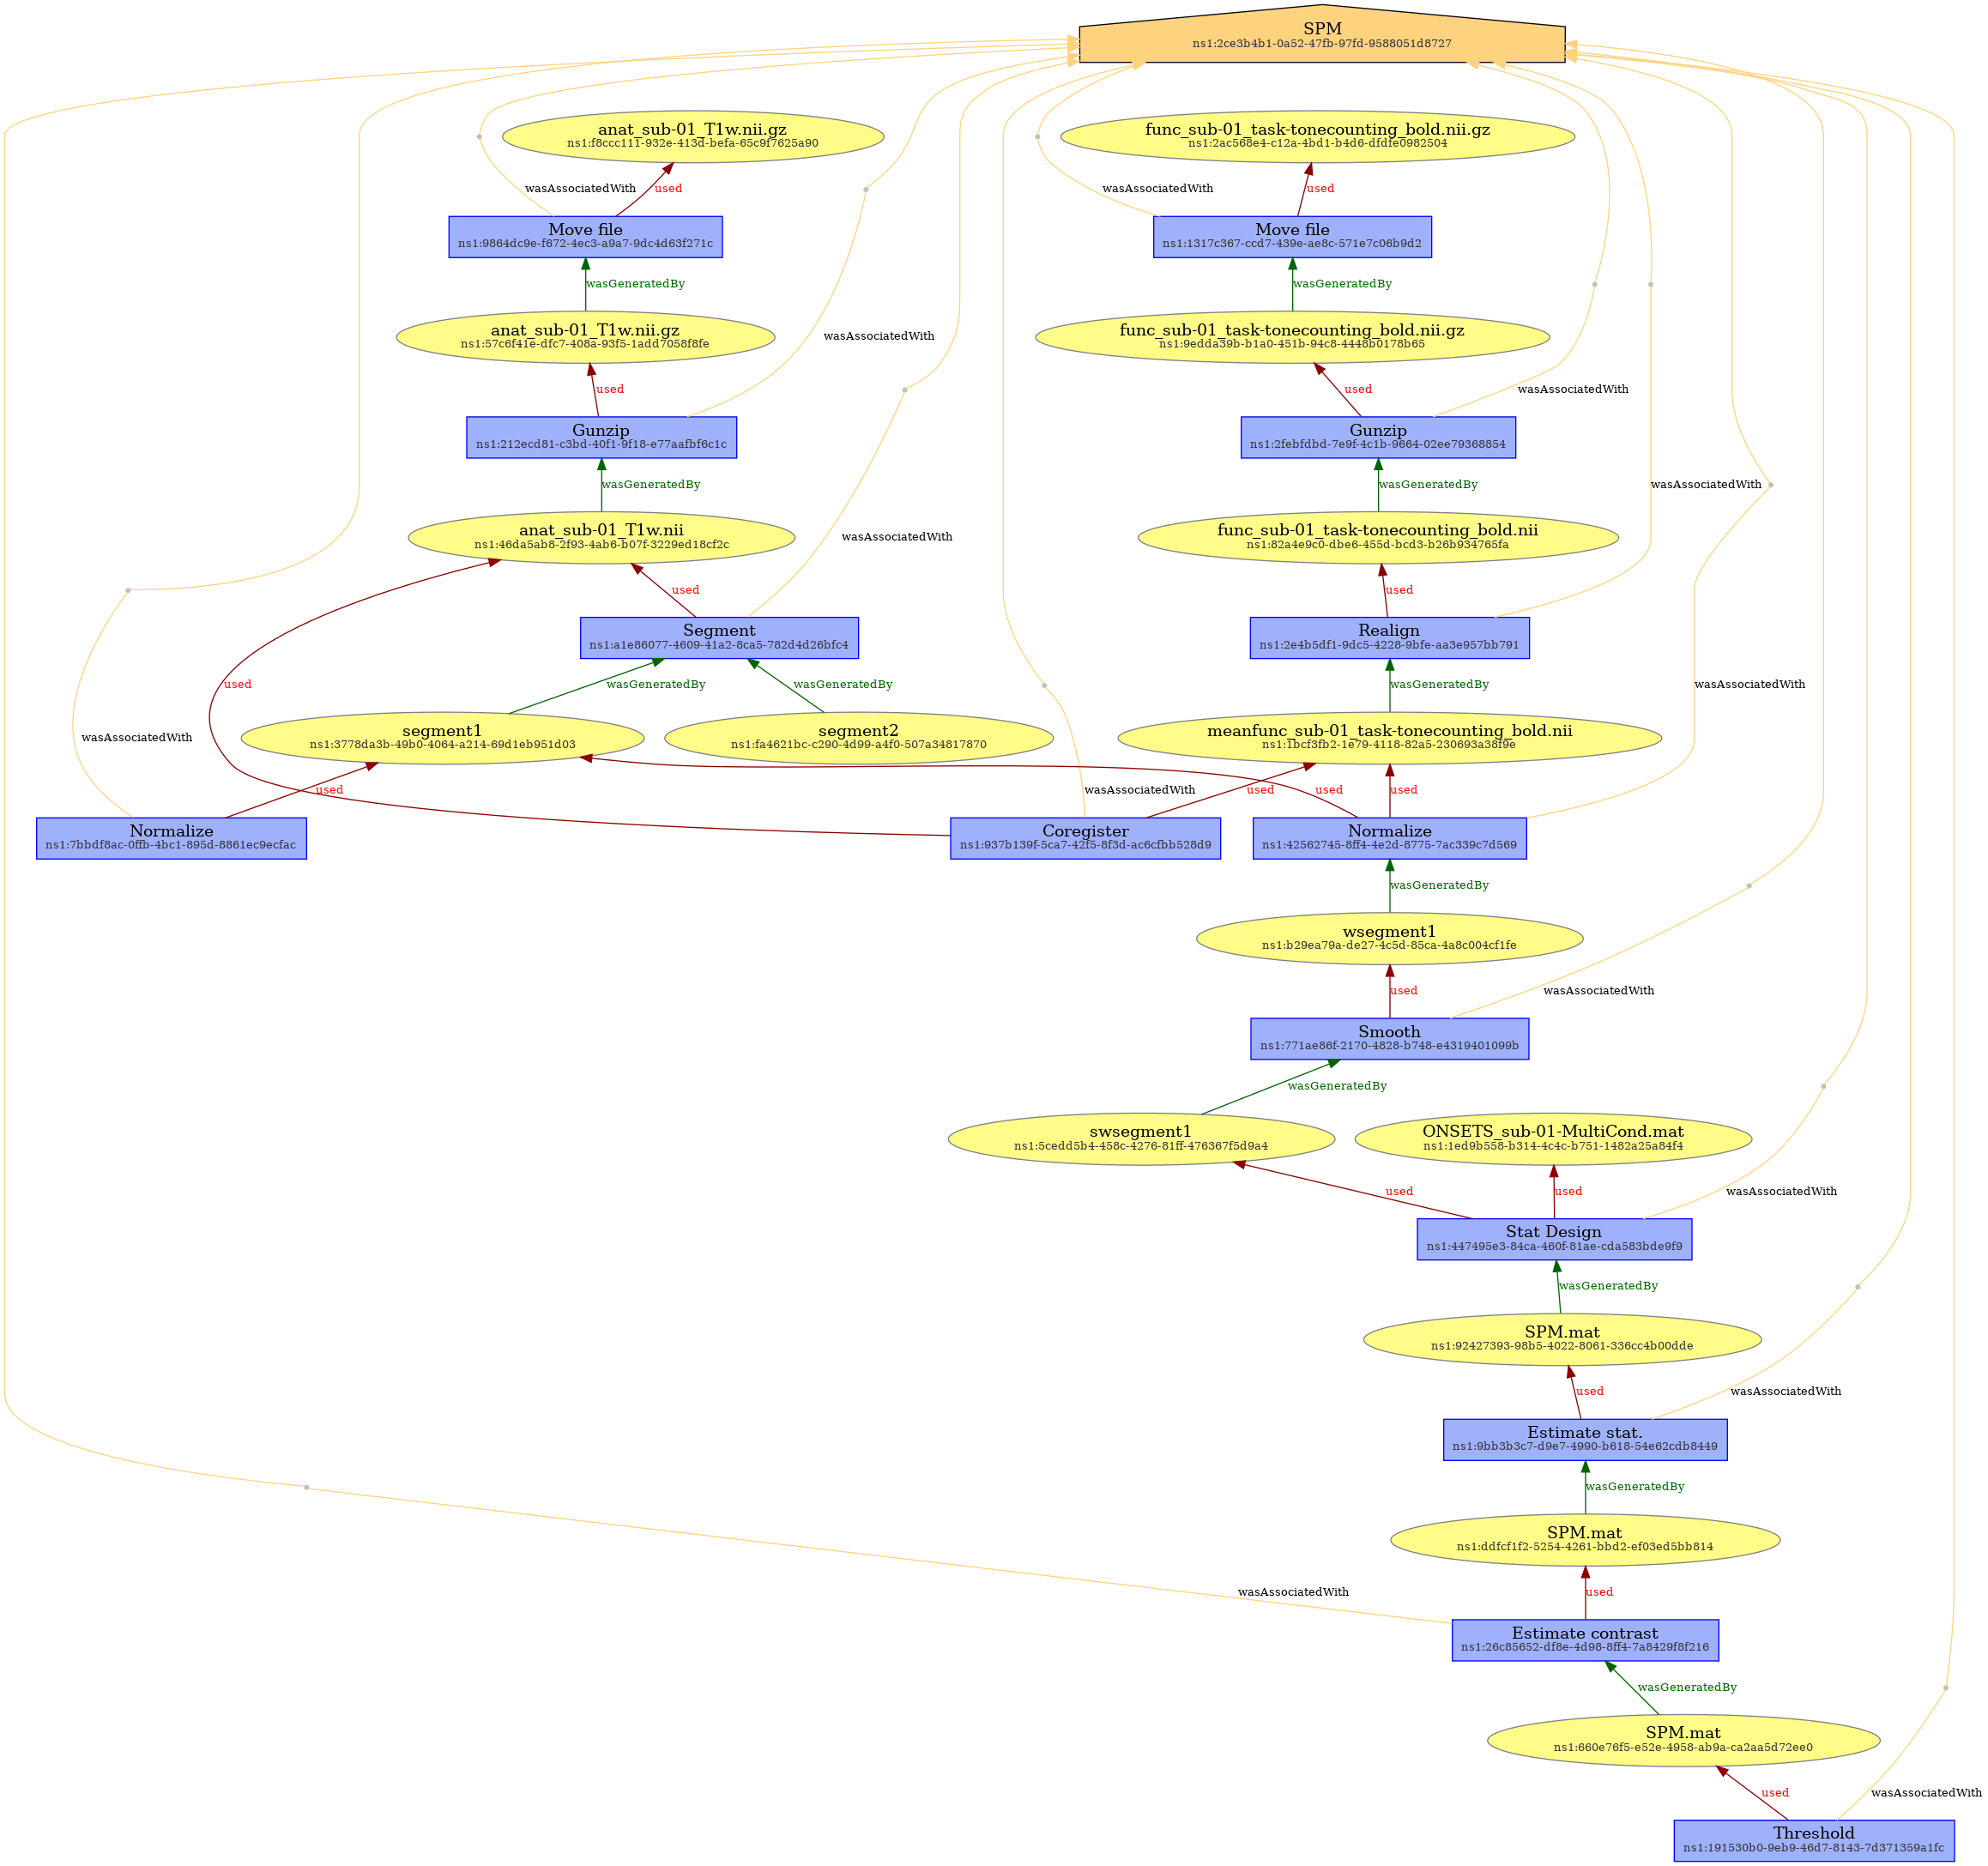 SPM
ns1:2ce3b4b1-0a52-47fb-97fd-9588051d8727
anat_sub-01_T1w.nii.gz
ns1:f8ccc111-932e-413d-befa-65c9f7625a90
func_sub-01_task-tonecounting_bold.nii.gz
ns1:2ac568e4-c12a-4bd1-b4d6-dfdfe0982504
wasAssociatedWith
used
wasAssociatedWith
used
Move file
ns1:9864dc9e-f672-4ec3-a9a7-9dc4d63f271c
Move file
ns1:1317c367-ccd7-439e-ae8c-571e7c06b9d2
wasGeneratedBy
wasGeneratedBy
anat_sub-01_T1w.nii.gz
ns1:57c6f41e-dfc7-408a-93f5-1add7058f8fe
wasAssociatedWith
func_sub-01_task-tonecounting_bold.nii.gz
ns1:9edda39b-b1a0-451b-94c8-4448b0178b65
used
used
wasAssociatedWith
Gunzip
ns1:212ecd81-c3bd-40f1-9f18-e77aafbf6c1c
Gunzip
ns1:2febfdbd-7e9f-4c1b-9664-02ee79368854
wasGeneratedBy
wasGeneratedBy
wasAssociatedWith
anat_sub-01_T1w.nii
ns1:46da5ab8-2f93-4ab6-b07f-3229ed18cf2c
wasAssociatedWith
func_sub-01_task-tonecounting_bold.nii
ns1:82a4e9c0-dbe6-455d-bcd3-b26b934765fa
used
used
Segment
ns1:a1e86077-4609-41a2-8ca5-782d4d26bfc4
Realign
ns1:2e4b5df1-9dc5-4228-9bfe-aa3e957bb791
used
wasGeneratedBy
wasGeneratedBy
wasGeneratedBy
wasAssociatedWith
wasAssociatedWith
segment1
ns1:3778da3b-49b0-4064-a214-69d1eb951d03
segment2
ns1:fa4621bc-c290-4d99-a4f0-507a34817870
meanfunc_sub-01_task-tonecounting_bold.nii
ns1:1bcf3fb2-1e79-4118-82a5-230693a38f9e
used
wasAssociatedWith
used
used
used
Normalize
ns1:7bbdf8ac-0ffb-4bc1-895d-8861ec9ecfac
Coregister
ns1:937b139f-5ca7-42f5-8f3d-ac6cfbb528d9
Normalize
ns1:42562745-8ff4-4e2d-8775-7ac339c7d569
wasGeneratedBy
wsegment1
ns1:b29ea79a-de27-4c5d-85ca-4a8c004cf1fe
used
wasAssociatedWith
Smooth
ns1:771ae86f-2170-4828-b748-e4319401099b
wasGeneratedBy
swsegment1
ns1:5cedd5b4-458c-4276-81ff-476367f5d9a4
ONSETS_sub-01-MultiCond.mat
ns1:1ed9b558-b314-4c4c-b751-1482a25a84f4
used
used
wasAssociatedWith
Stat Design
ns1:447495e3-84ca-460f-81ae-cda583bde9f9
wasGeneratedBy
SPM.mat
ns1:92427393-98b5-4022-8061-336cc4b00dde
used
wasAssociatedWith
Estimate stat.
ns1:9bb3b3c7-d9e7-4990-b618-54e62cdb8449
wasGeneratedBy
SPM.mat
ns1:ddfcf1f2-5254-4261-bbd2-ef03ed5bb814
wasAssociatedWith
used
Estimate contrast
ns1:26c85652-df8e-4d98-8ff4-7a8429f8f216
wasGeneratedBy
SPM.mat
ns1:660e76f5-e52e-4958-ab9a-ca2aa5d72ee0
used
wasAssociatedWith
Threshold
ns1:191530b0-9eb9-46d7-8143-7d371359a1fc